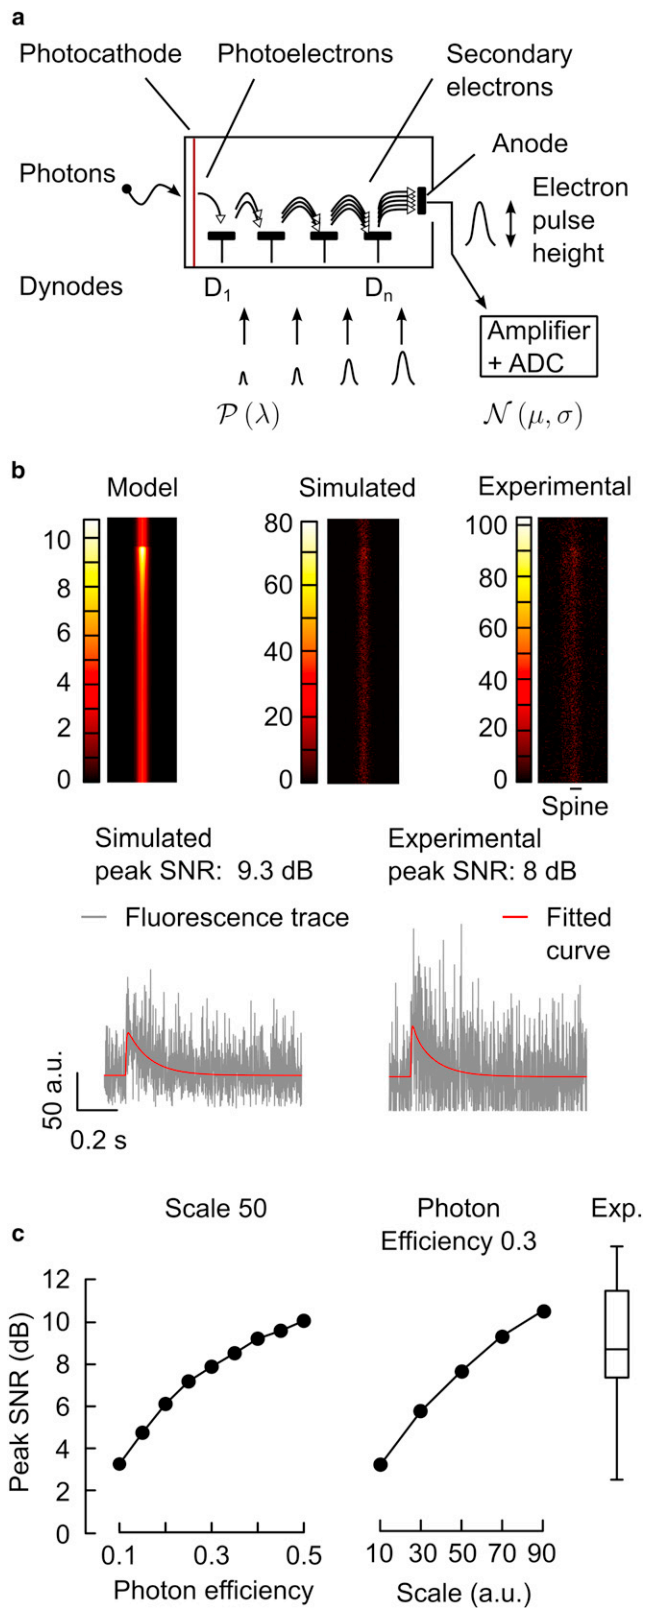 a
Photocathode Photoelectrons Secondary
electrons
Anode
Photons
Electron
pulse
height
Dynodes
D1 Dn
Amplifier
+ ADC
P (λ) N (μ, σ)
b
Model Simulated Experimental
10
8
6
4
2
0
80
60
40
20
0
100
80
60
40
20
0
Spine
Simulated
peak SNR: 9.3 dB
Experimental
peak SNR: 8 dB
Fluorescence trace
Fitted
curve
50 a.u.
0.2 s
c
Scale 50
Photon
Efficiency 0.3
Exp.
Peak SNR (dB)
12
10
8
6
4
2
0
0.1 0.3 0.5
Photon efficiency
10 30 50 70 90
Scale (a.u.)